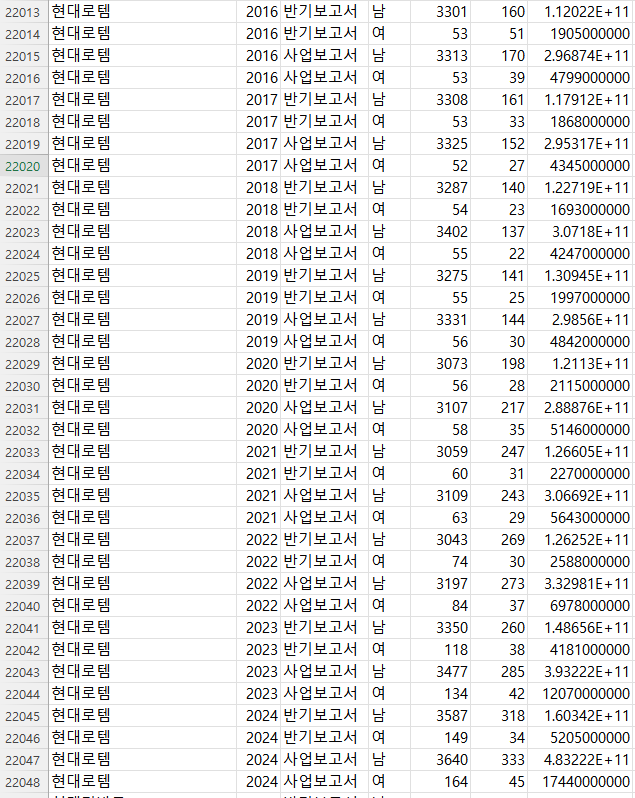 22013 현대로템 2016 반기보고서 남 3301 160 1.12022E+11
22014 현대로템 2016 반기보고서 여 53 51 1905000000
22015 현대로템 2016 사업보고서 남 3313 170 2.96874E+11
22016 현대로템 2016 사업보고서 여 53 39 4799000000
22017 현대로템 2017 반기보고서 남 3308 161 1.17912E+11
22018 현대로템 2017 반기보고서 여 53 33 1868000000
22019 현대로템 2017 사업보고서 남 3325 152 2.95317E+11
22020 현대로템 2017 사업보고서 여 52 27 4345000000
22021 현대로템 2018 반기보고서 남 3287 140 1.22719E+11
22022 현대로템 2018 반기보고서 여 54 23 1693000000
22023 현대로템 2018 사업보고서 남 3402 137 3.0718E+11
22024 현대로템 2018 사업보고서 여 55 22 4247000000
22025 현대로템 2019 반기보고서 남 3275 141 1.30945E+11
22026 현대로템 2019 반기보고서 여 55 25 1997000000
22027 현대로템 2019 사업보고서 남 3331 144 2.9856E+11
22028 현대로템 2019 사업보고서 여 56 30 4842000000
22029 현대로템 2020 반기보고서 남 3073 198 1.2113E+11
22030 현대로템 2020 반기보고서 여 56 28 2115000000
22031 현대로템 2020 사업보고서 남 3107 217 2.88876E+11
22032 현대로템 2020 사업보고서 여 58 35 5146000000
22033 현대로템 2021 반기보고서 남 3059 247 1.26605E+11
22034 현대로템 2021 반기보고서 여 60 31 2270000000
22035 현대로템 2021 사업보고서 남 3109 243 3.06692E+11
22036 현대로템 2021 사업보고서 여 63 29 5643000000
22037 현대로템 2022 반기보고서 남 3043 269 1.26252E+11
22038 현대로템 2022 반기보고서 여 74 30 2588000000
22039 현대로템 2022 사업보고서 남 3197 273 3.32981E+11
22040 현대로템 2022 사업보고서 여 84 37 6978000000
22041 현대로템 2023 반기보고서 남 3350 260 1.48656E+11
22042 현대로템 2023 반기보고서 여 118 38 4181000000
22043 현대로템 2023 사업보고서 남 3477 285 3.93222E+11
22044 현대로템 2023 사업보고서 여 134 42 12070000000
22045 현대로템 2024 반기보고서 남 3587 318 1.60342E+11
22046 현대로템 2024 반기보고서 여 149 34 5205000000
22047 현대로템 2024 사업보고서 남 3640 333 4.83222E+11
22048 현대로템 2024 사업보고서 여 164 45 17440000000